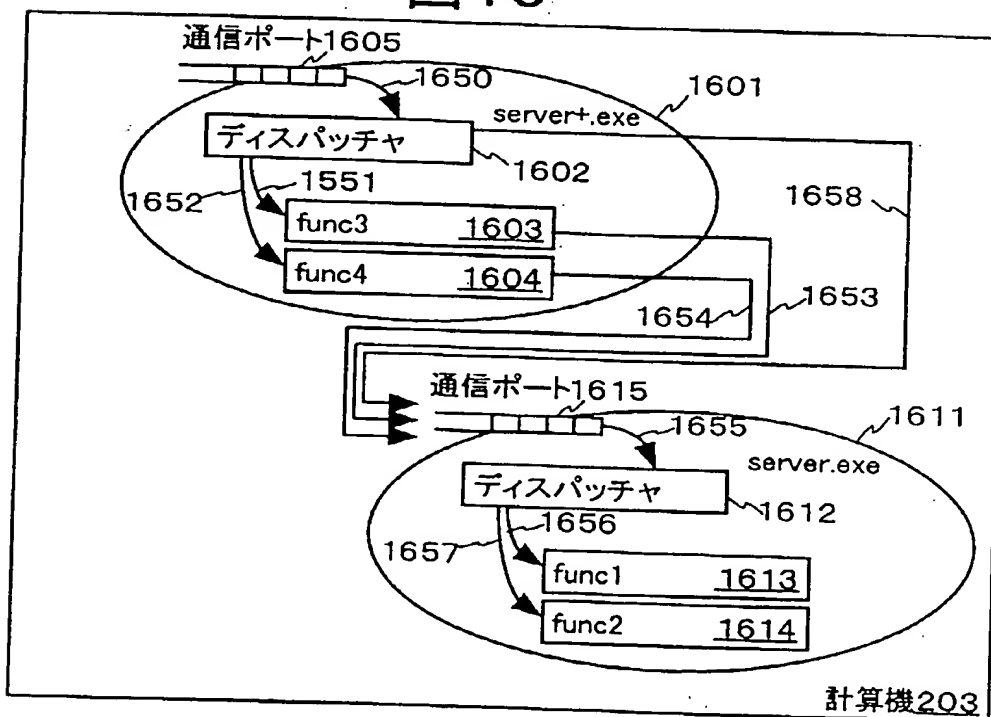 通信ポート1605
1650
1601
server+.exe
ディスパッチャ
1602
1652
1551
1658
func3 1603
func4 1604
1653
1654
通信ポート1615
1655
1611
server.exe
ディスパッチャ
1612
1656
1657
func1 1613
func2 1614
計算機203